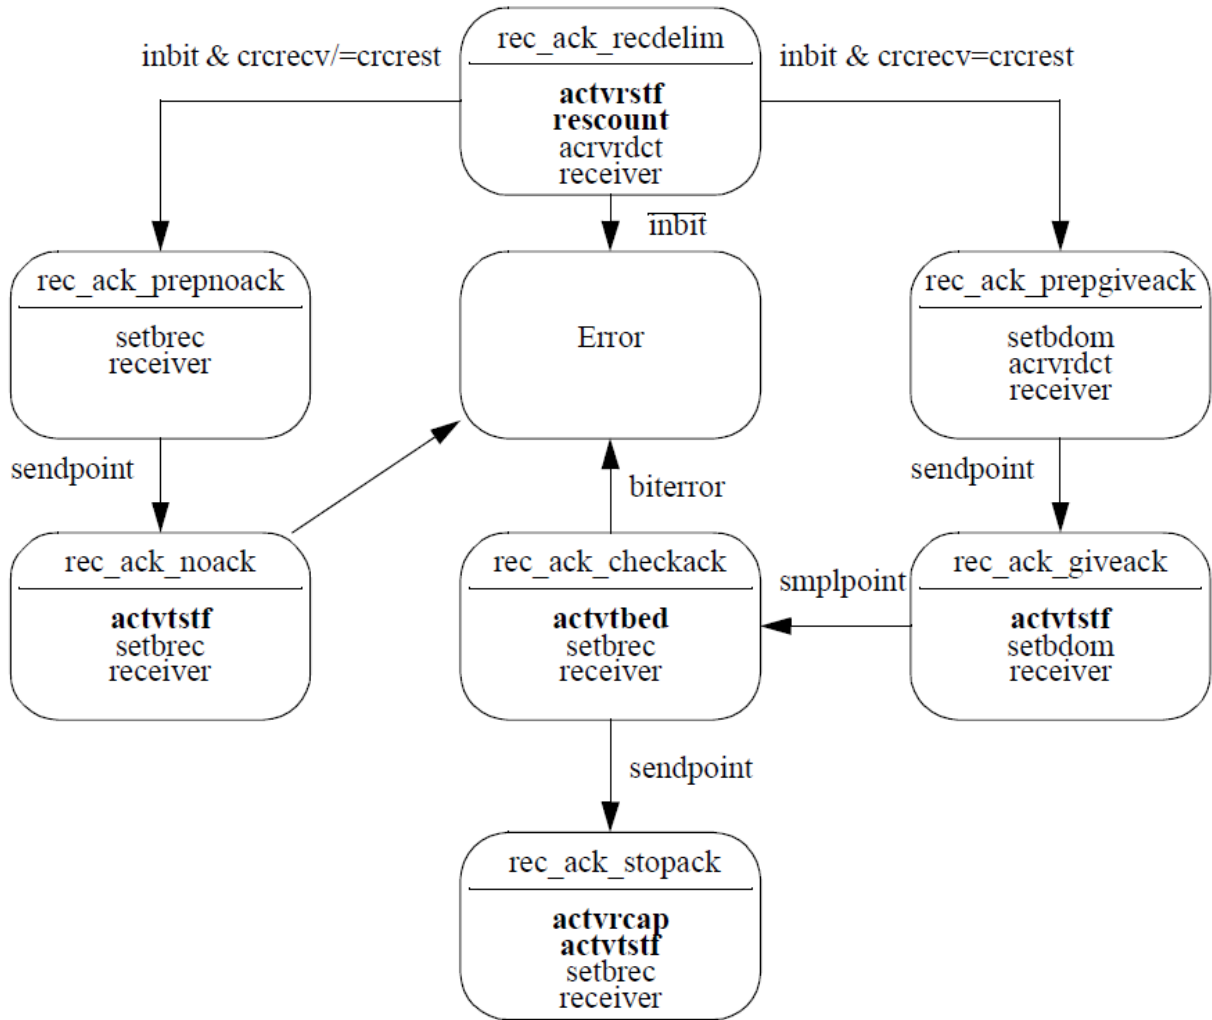 rec_ack_recdelim
inbit & crcrecv/=crcrest
inbit & crcrecv=crcrest
actvrstf
rescount
acrvrdct
receiver
inbit
rec_ack_prepnoack
setbrec
receiver
Error
rec_ack_prepgiveack
setbdom
acrvrdct
receiver
sendpoint
biterror
sendpoint
rec_ack_noack
actvtstf
setbrec
receiver
rec_ack_checkack
actvtbed
setbrec
receiver
smplpoint
rec_ack_giveack
actvtstf
setbdom
receiver
sendpoint
rec_ack_stopack
actvrcap
actvtstf
setbrec
receiver